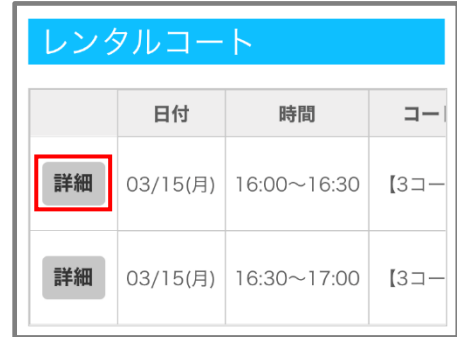 レンタルコート
日付 時間 コー
詳細 03/15(月) 16:00～16:30 【3コー
詳細 03/15(月) 16:30～17:00 【3コー